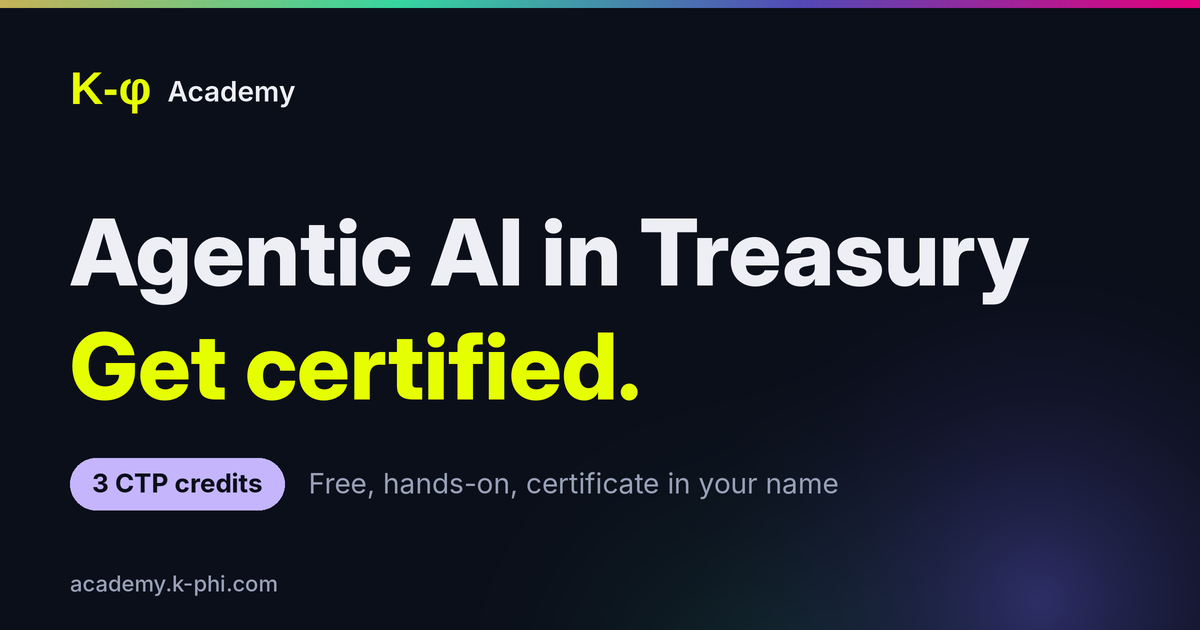 K-φ Academy
Agentic AI in Treasury
Get certified.
3 CTP credits Free, hands-on, certificate in your name
academy.k-phi.com